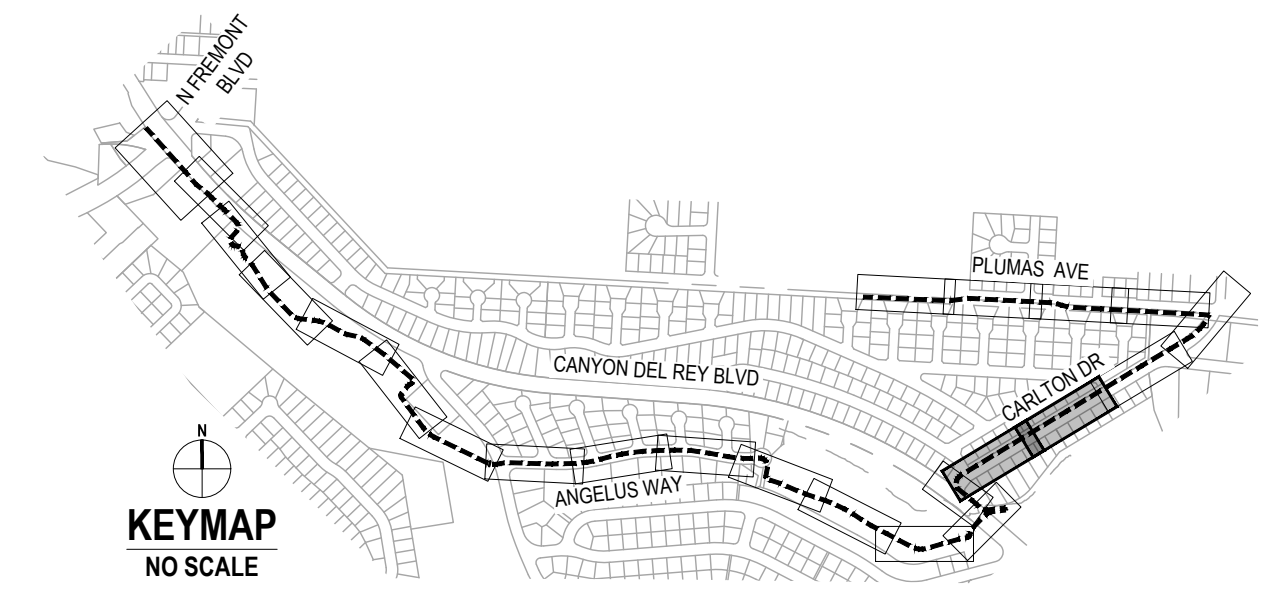 N FREMONT
BLVD
PLUMAS AVE
CANYON DEL REY BLVD
CARLTON DR
ANGELUS WAY
N
KEYMAP
NO SCALE